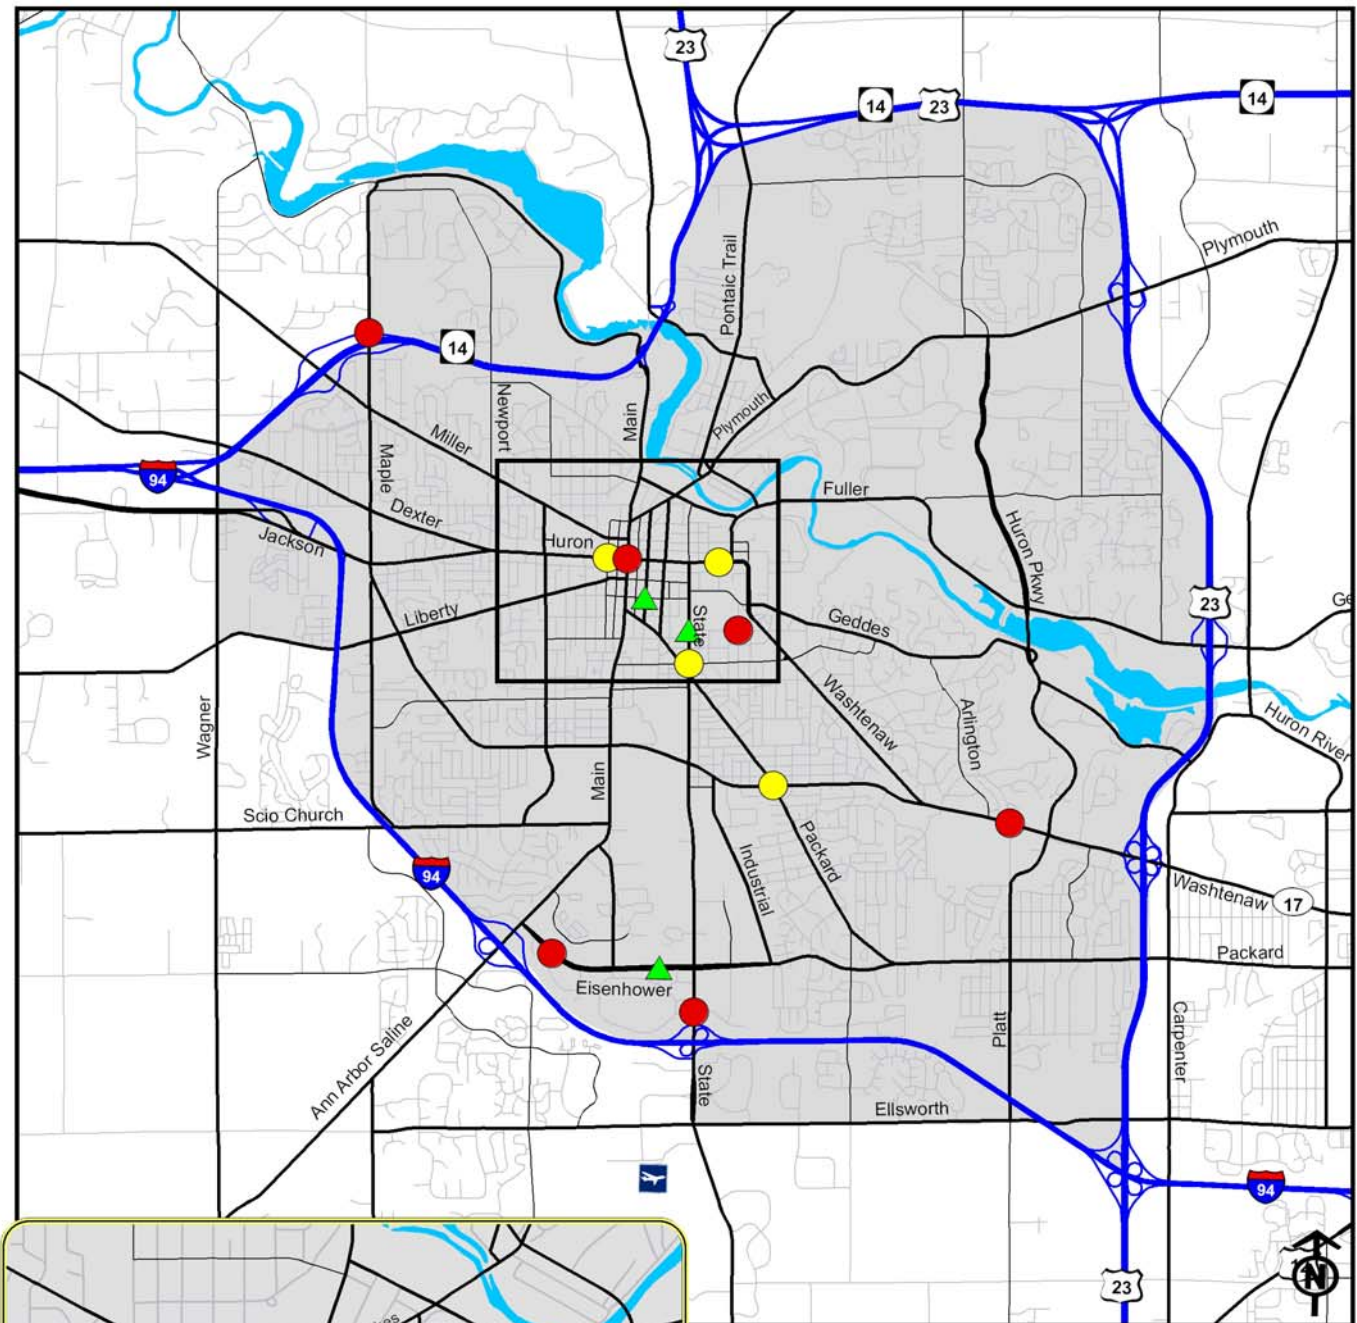 23
14
23
14
Plymouth
Pontaic Trail
14
Newport
Main
Plymouth
Miller
Maple
94
Fuller
Dexter
Huron
Jackson
Huron Pkwy
Liberty
State
Geddes
23
Wagner
Washtenaw
Arlington
Huron River
Main
Scio Church
Packard
Industrial
94
Washtenaw
17
Packard
Eisenhower
Ann Arbor Saline
Platt
Carpenter
State
Ellsworth
94
N
23